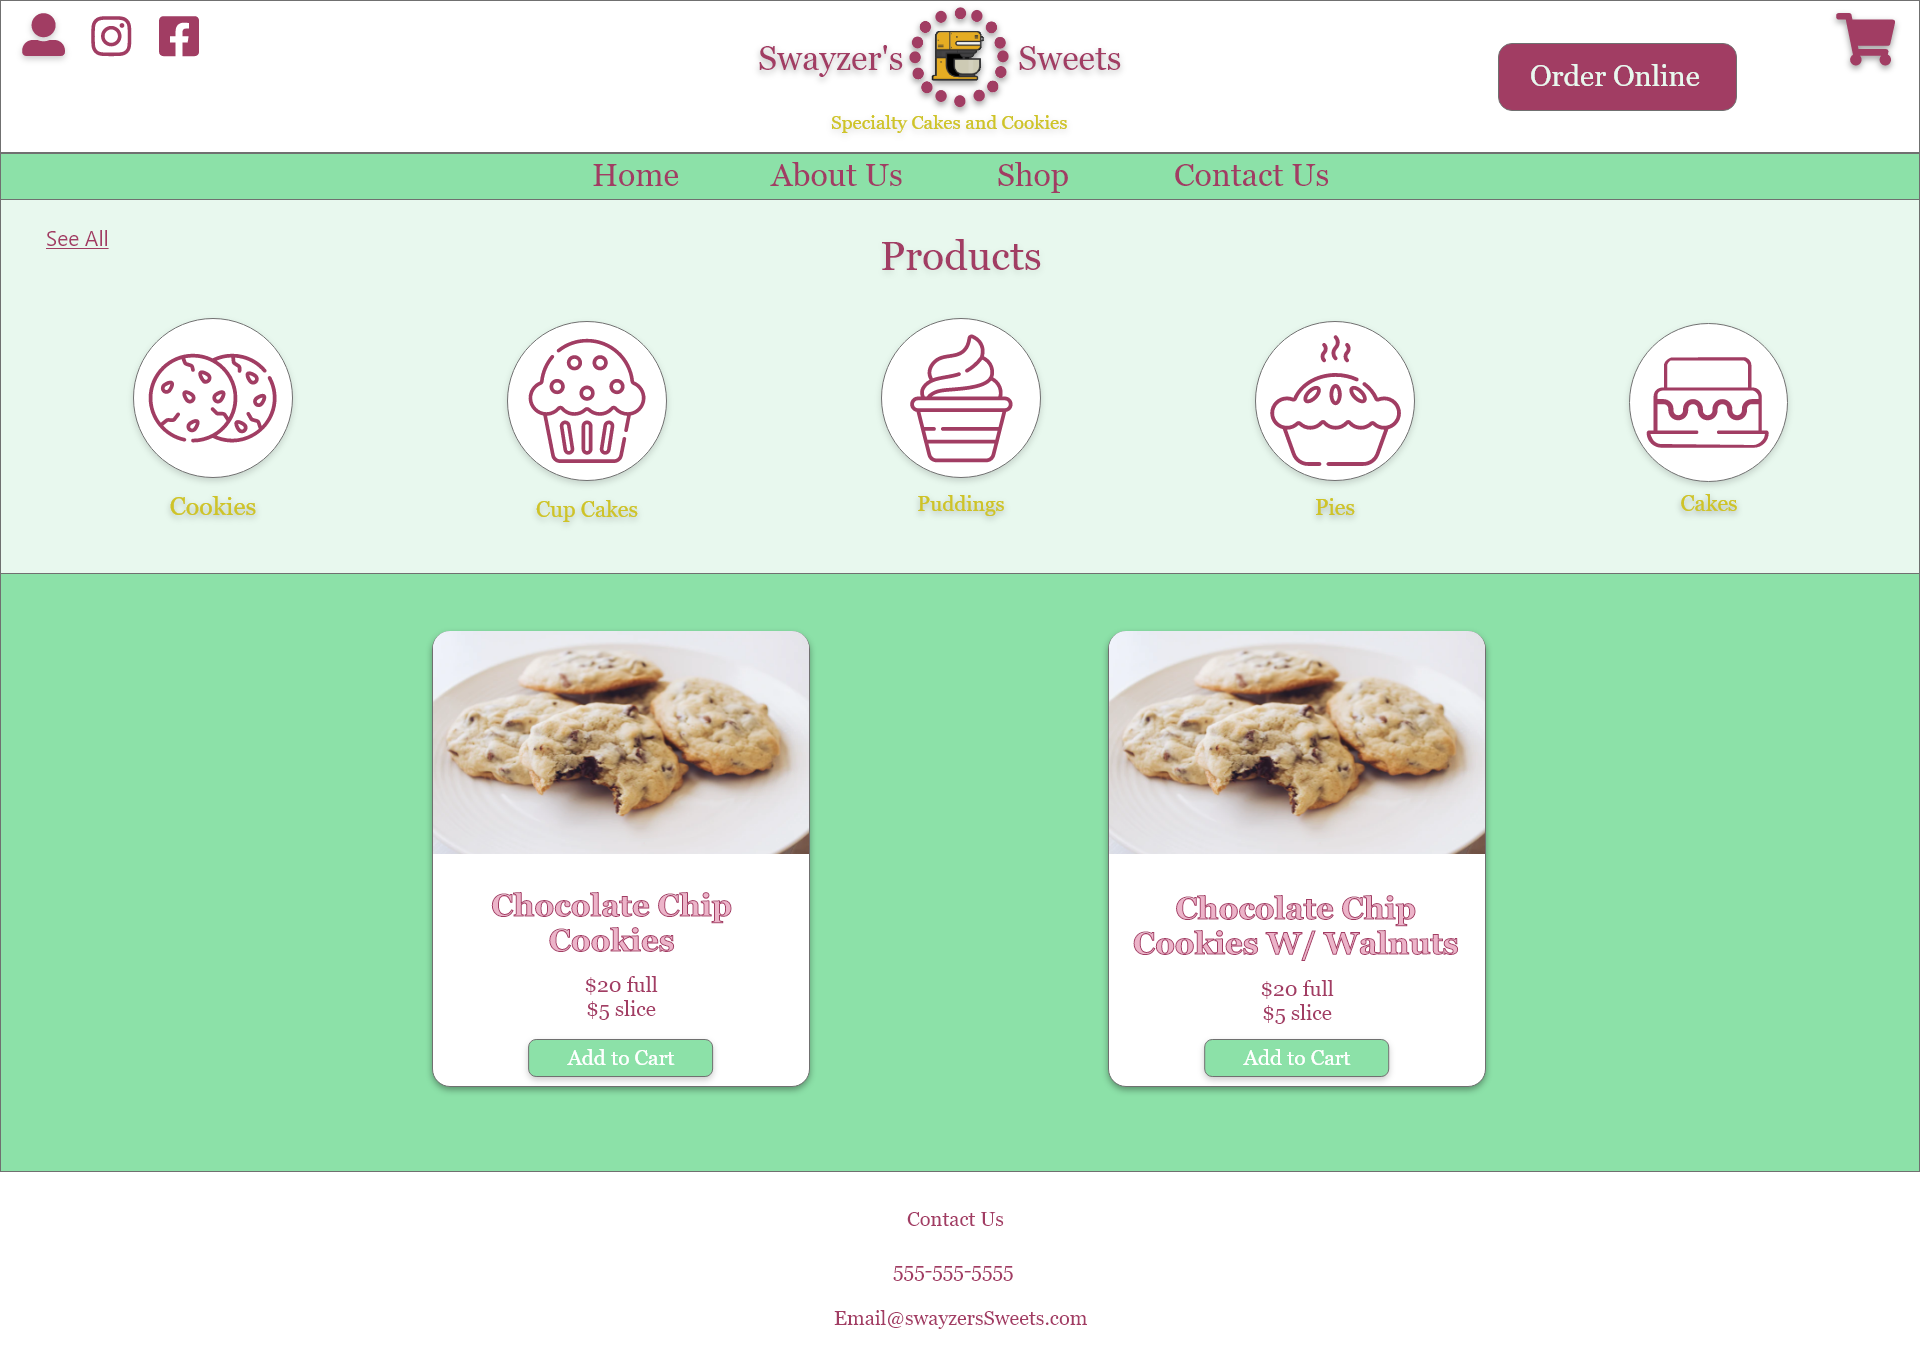 Swayzer's Sweets
Specialty Cakes and Cookies
Order Online
Home About Us Shop Contact Us
See All
Products
Cookies
Cup Cakes
Puddings
Pies
Cakes
Chocolate Chip
Cookies
$20 full
$5 slice
Add to Cart
Chocolate Chip
Cookies W/ Walnuts
$20 full
$5 slice
Add to Cart
Contact Us
555-555-5555
Email@swayzersSweets.com